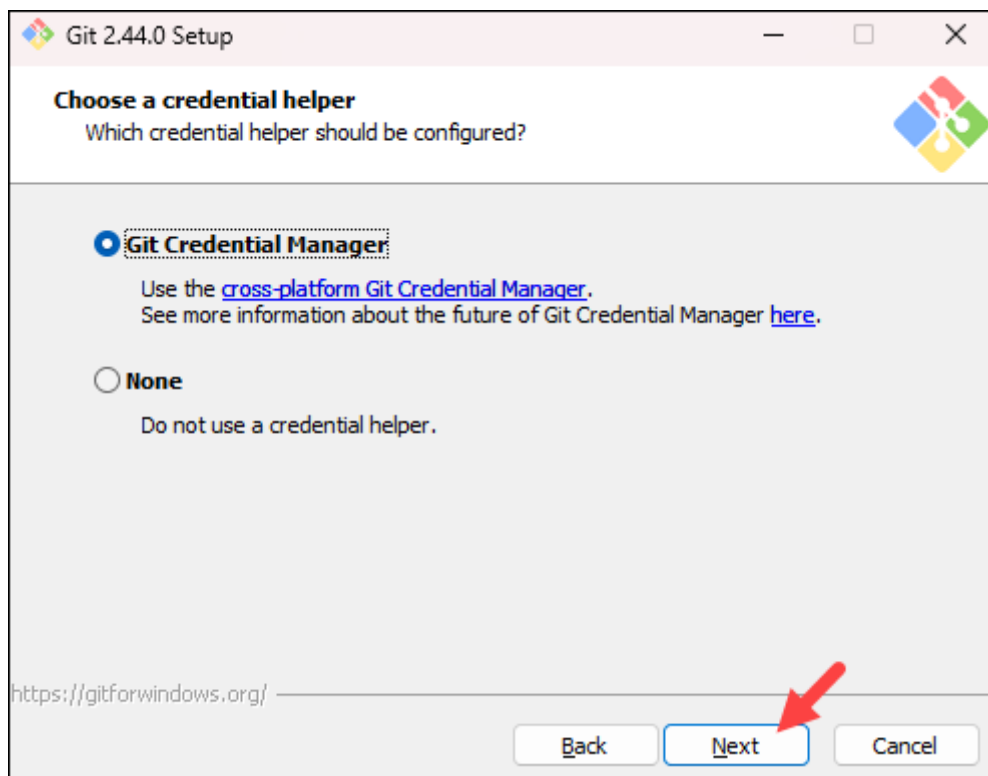 Git 2.44.0 Setup
Choose a credential helper
Which credential helper should be configured?
Git Credential Manager
Use the cross-platform Git Credential Manager.
See more information about the future of Git Credential Manager here.
None
Do not use a credential helper.
https://gitforwindows.org/
Back Next Cancel